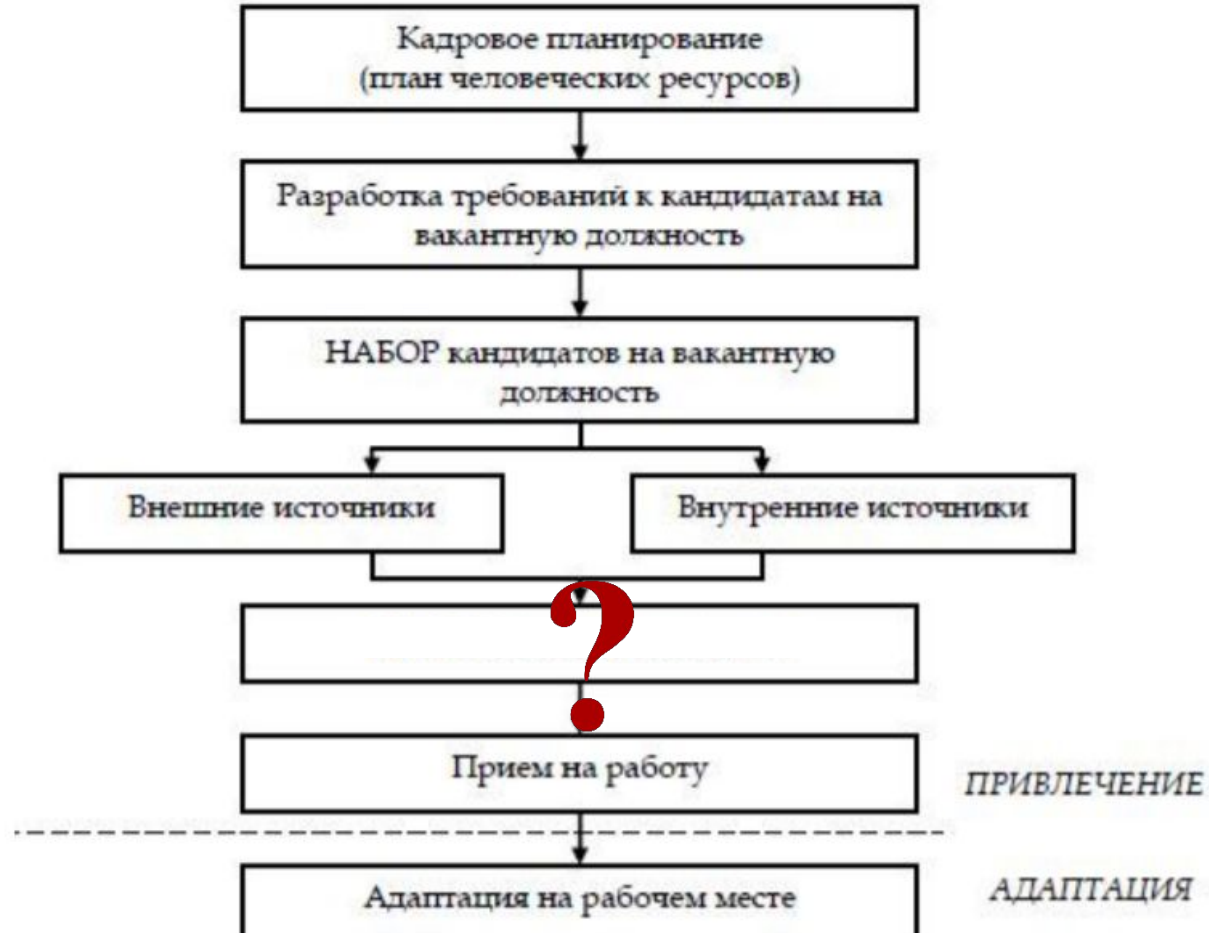 Кадровое планирование
(план человеческих ресурсов)
Разработка требований к кандидатам на
вакантную должность
НАБОР кандидатов на вакантную
должность
Внешние источники
Внутренние источники
?
Прием на работу
ПРИВЛЕЧЕНИЕ
Адаптация на рабочем месте
АДАПТАЦИЯ